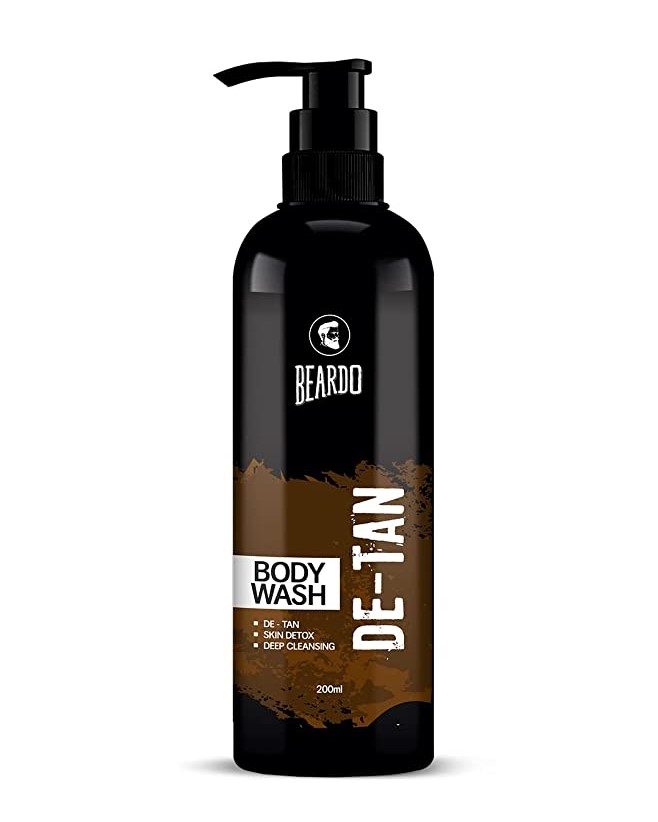 BEARDO
DE-TAN
BODY
WASH
DE - TAN
SKIN DETOX
DEEP CLEANSING
200ml